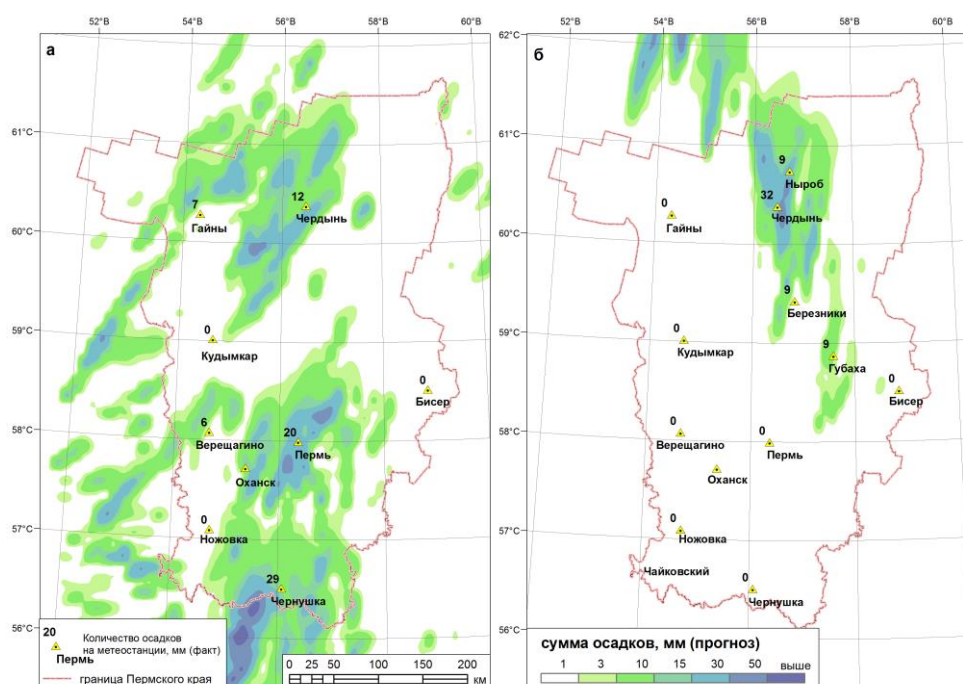 52°В 54°В 56°В 58°В 60°В
а
61°С
60°С
59°С
58°С
57°С
56°С
7
Гайны
12
Чердынь
0
Кудымкар
0
Бисер
6
Верещагино
20
Пермь
Оханск
0
Ножовка
29
Чернушка
20
Пермь
Количество осадков
на метеостанции, мм (факт)
граница Пермского края
0 25 50 100 150 200
км
52°В 54°В 56°В 58°В 60°В
б
62°С
61°С
60°С
59°С
58°С
57°С
56°С
9
Ныроб
32
Чердынь
0
Гайны
9
Березники
0
Кудымкар
9
Губаха
0
Бисер
0
Верещагино
0
Пермь
Оханск
0
Ножовка
Чайковский
0
Чернушка
сумма осадков, мм (прогноз)
1 3 10 15 30 50 выше